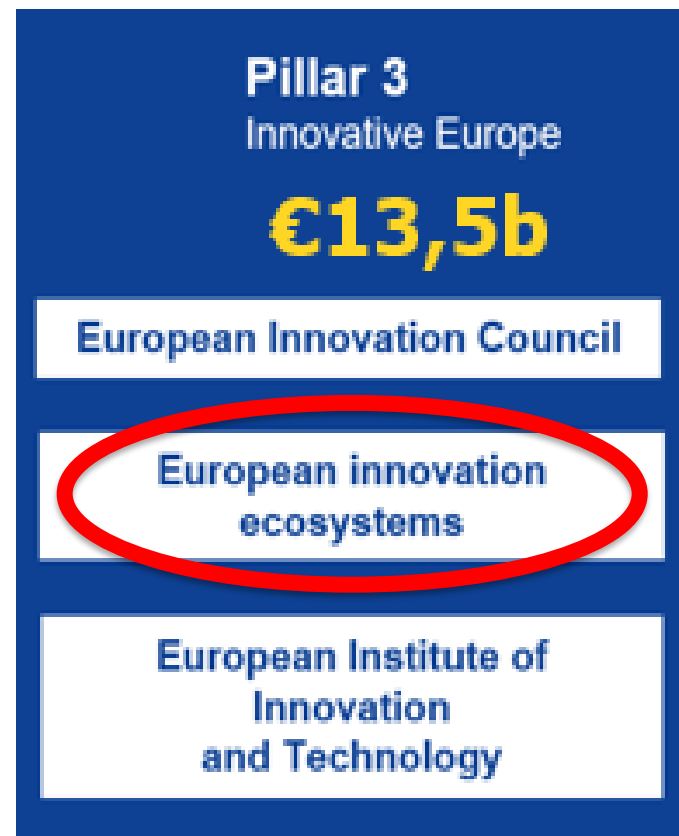 Pillar 3
Innovative Europe
€13,5b
European Innovation Council
European innovation
ecosystems
European Institute of
Innovation
and Technology